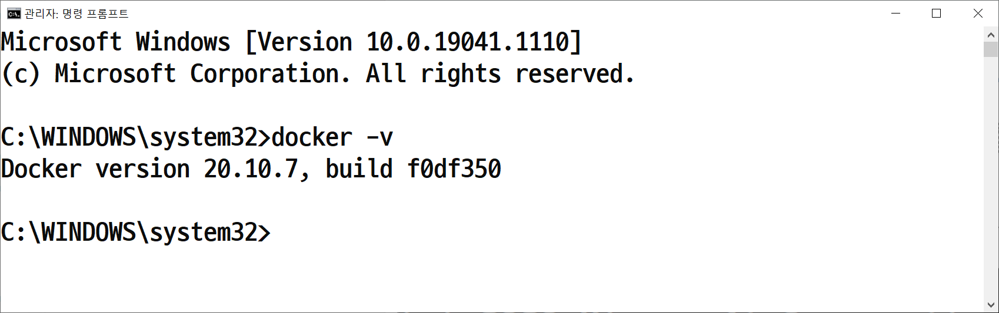 관리자: 명령 프롬프트
Microsoft Windows [Version 10.0.19041.1110]
(c) Microsoft Corporation. All rights reserved.
C:\WINDOWS\system32>docker -v
Docker version 20.10.7, build f0df350
C:\WINDOWS\system32>